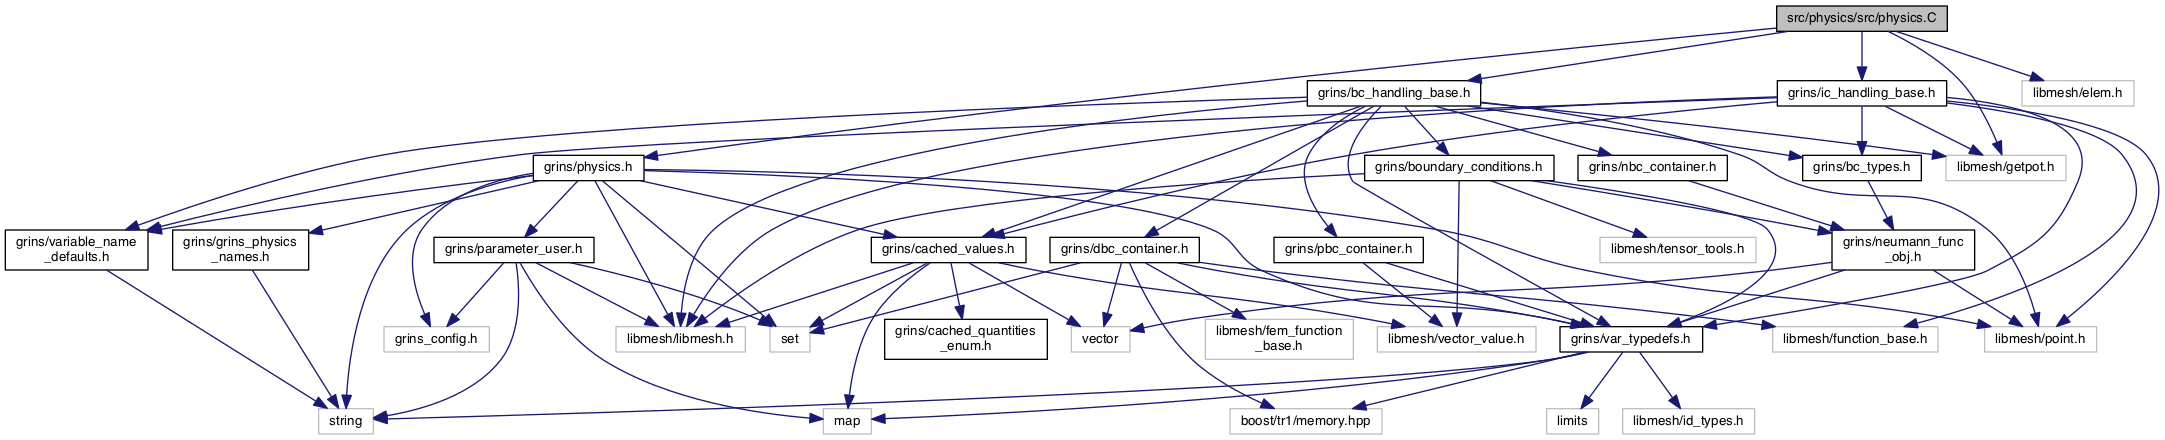 src/physics/src/physics.C
grins/bc_handling_base.h
grins/ic_handling_base.h
libmesh/elem.h
grins/physics.h
grins/boundary_conditions.h
grins/nbc_container.h
grins/bc_types.h
libmesh/getpot.h
grins/variable_name
_defaults.h
grins/grins_physics
_names.h
grins/parameter_user.h
grins/cached_values.h
grins/dbc_container.h
grins/pbc_container.h
libmesh/tensor_tools.h
grins/neumann_func
_obj.h
grins_config.h
libmesh/libmesh.h
set
grins/cached_quantities
_enum.h
vector
libmesh/fem_function
_base.h
libmesh/vector_value.h
grins/var_typedefs.h
libmesh/function_base.h
libmesh/point.h
string
map
boost/tr1/memory.hpp
limits
libmesh/id_types.h